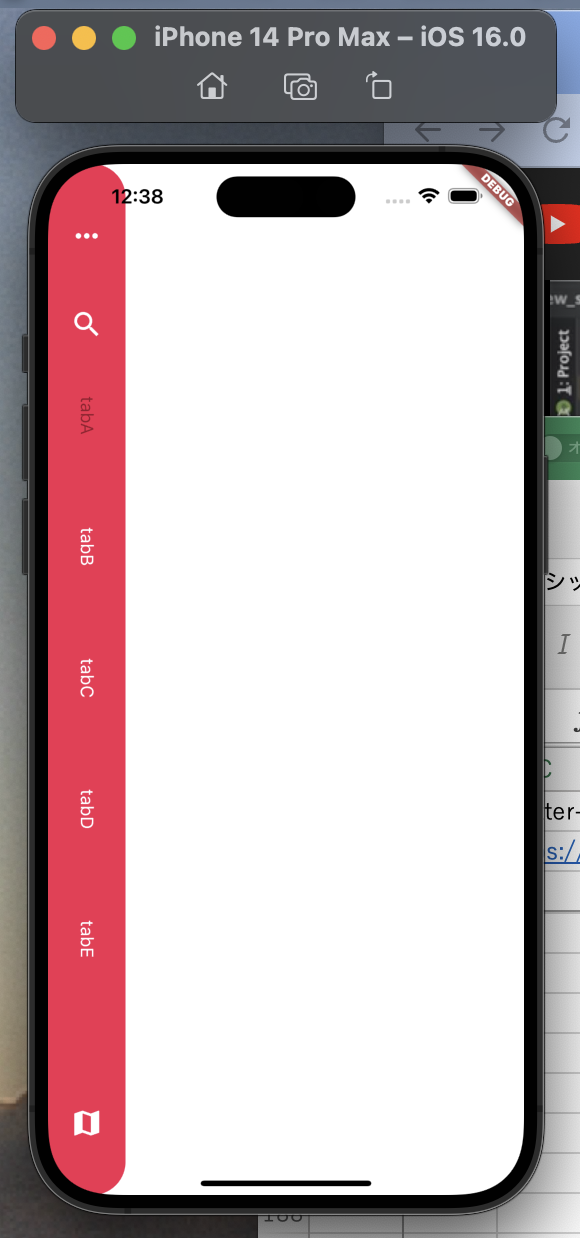 iPhone 14 Pro Max – iOS 16.0
12:38
DEBUG
tabA
tabB
tabC
tabD
tabE
1: Project
シッ
I
C
ter-
s://